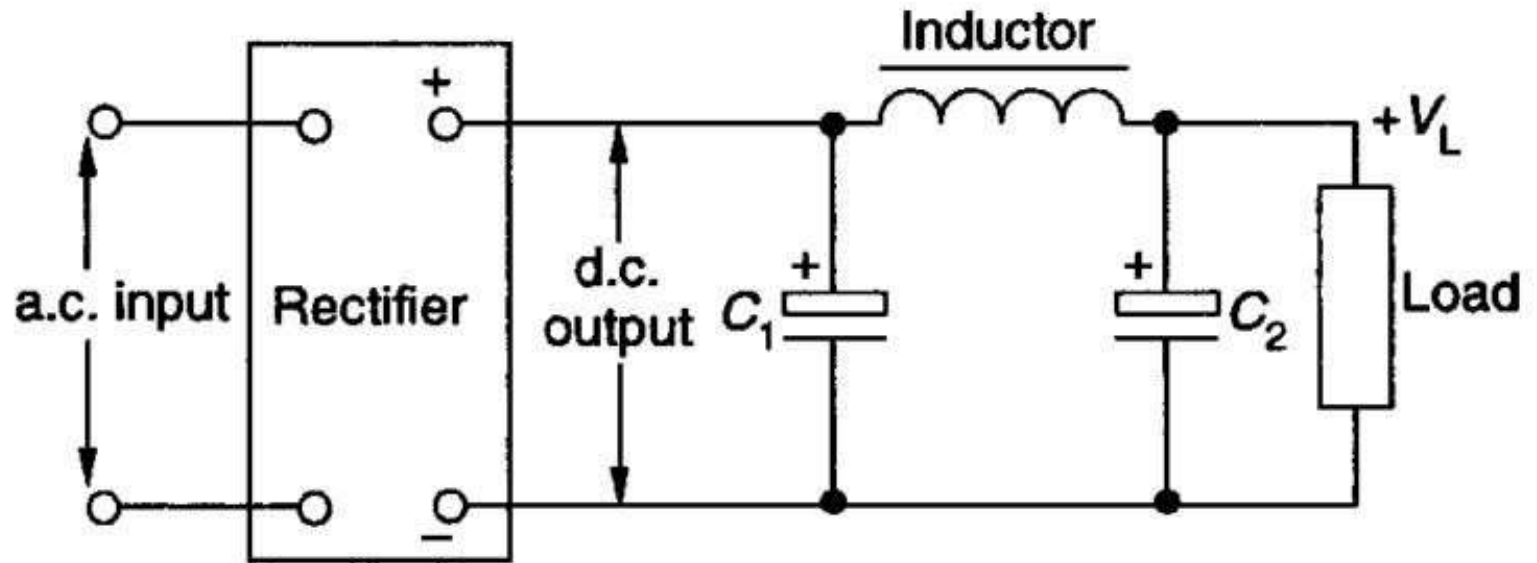 Inductor
+
+V_L
a.c. input
Rectifier
d.c.
output
+
C_1
+
C_2
Load
−